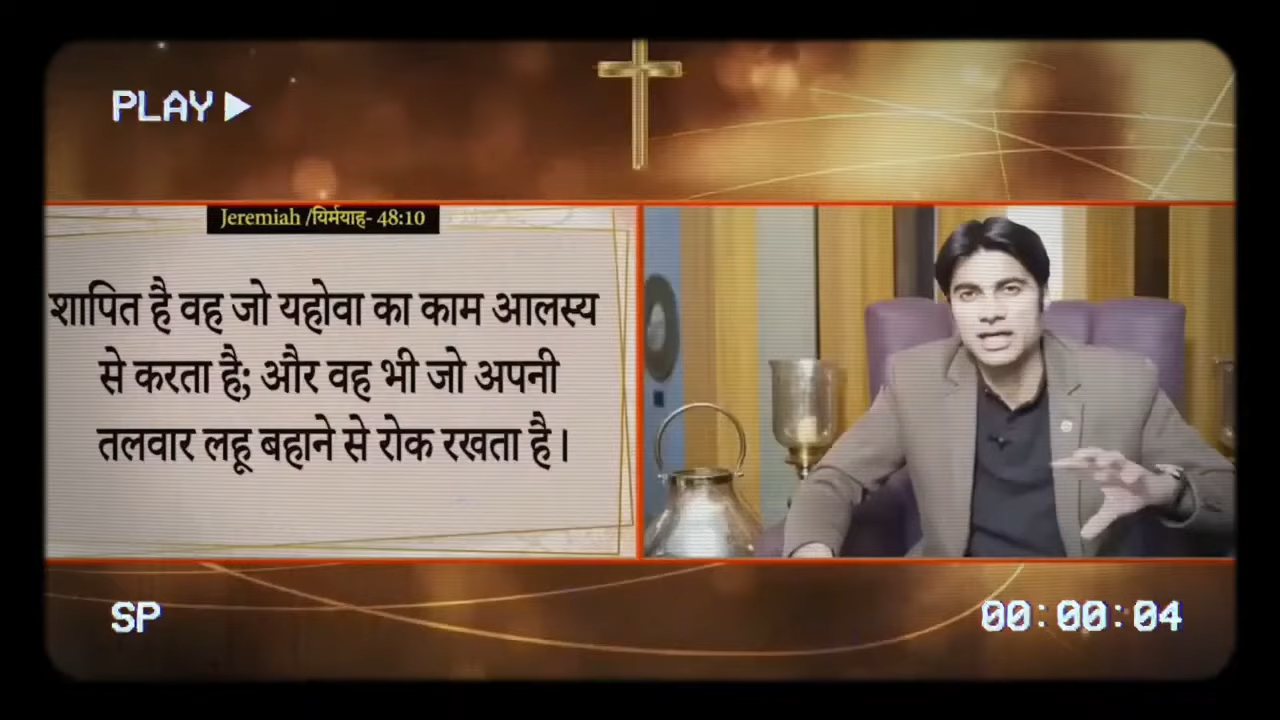 PLAY
Jeremiah /यिर्मयाह- 48:10
शापित है वह जो यहोवा का काम आलस्य
से करता है; और वह भी जो अपनी
तलवार लहू बहाने से रोक रखता है।
SP
00:00:04